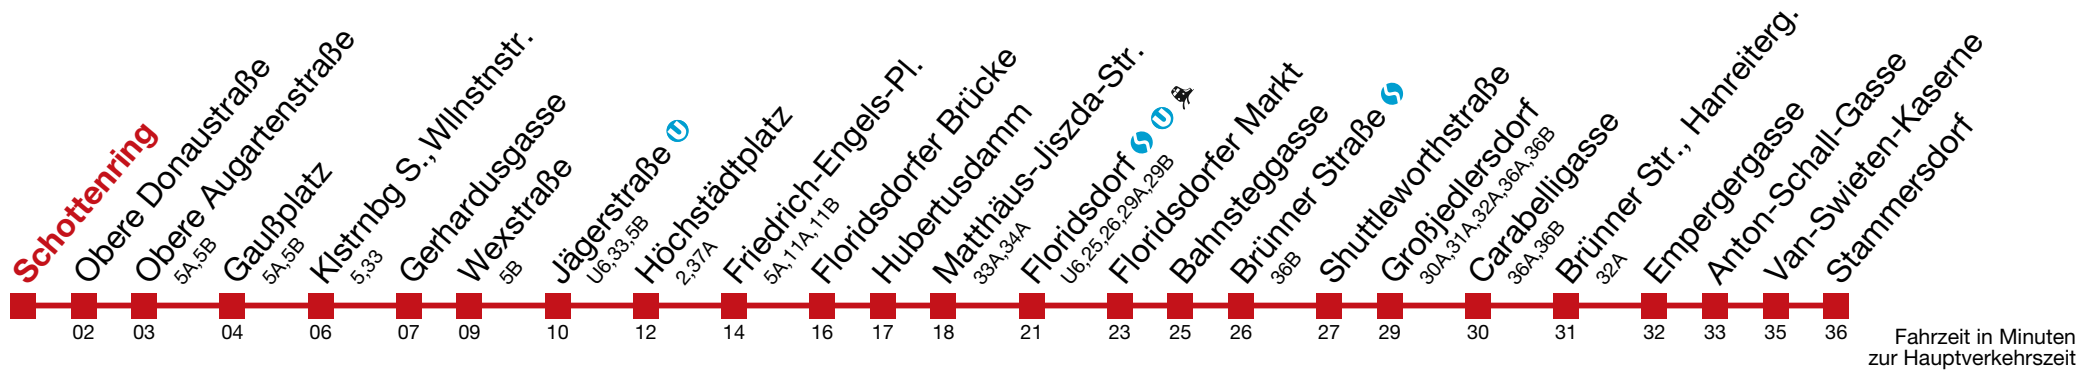 Schottenring
Obere Donaustraße
02
Obere Augartenstraße
5A,5B
03
Gaußplatz
5A,5B
04
Klstrnbg S.,Wllnstnstr.
5,33
06
Gerhardusgasse
07
Wexstraße
5B
09
Jägerstraße U
U6,33,5B
10
Höchstädtplatz
2,37A
12
Friedrich-Engels-Pl.
5A,11A,11B
14
Floridsdorfer Brücke
16
Hubertusdamm
17
Matthäus-Jiszda-Str.
33A,34A
18
Floridsdorf S U
U6,25,26,29A,29B
21
Floridsdorfer Markt
23
Bahnsteggasse
25
Brünner Straße S
36B
26
Shuttleworthstraße
27
Großjedlersdorf
30A,31A,32A,36A,36B
29
Carabelligasse
36A,36B
30
Brünner Str., Hanreiterg.
32A
31
Empergergasse
32
Anton-Schall-Gasse
33
Van-Swieten-Kaserne
35
Stammersdorf
36
Fahrzeit in Minuten
zur Hauptverkehrszeit